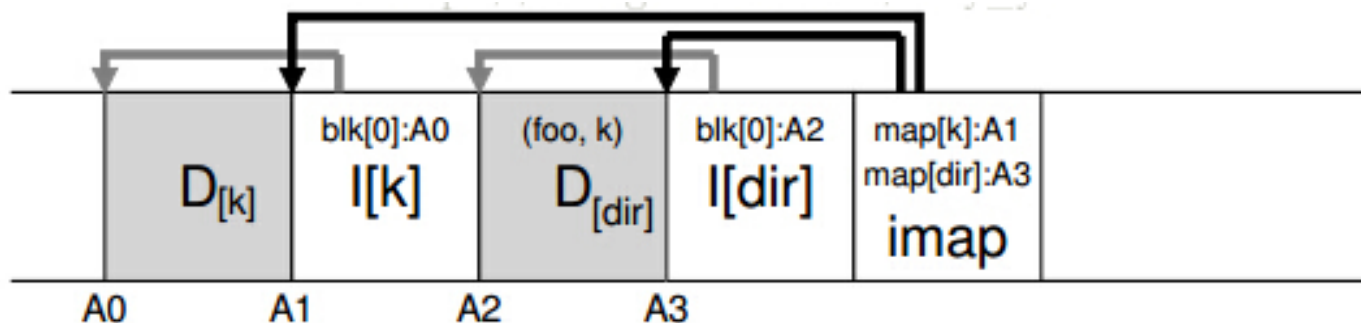 blk[0]:A0
(foo, k)
blk[0]:A2
map[k]:A1
map[dir]:A3
D[k]
I[k]
D[dir]
I[dir]
imap
A0
A1
A2
A3